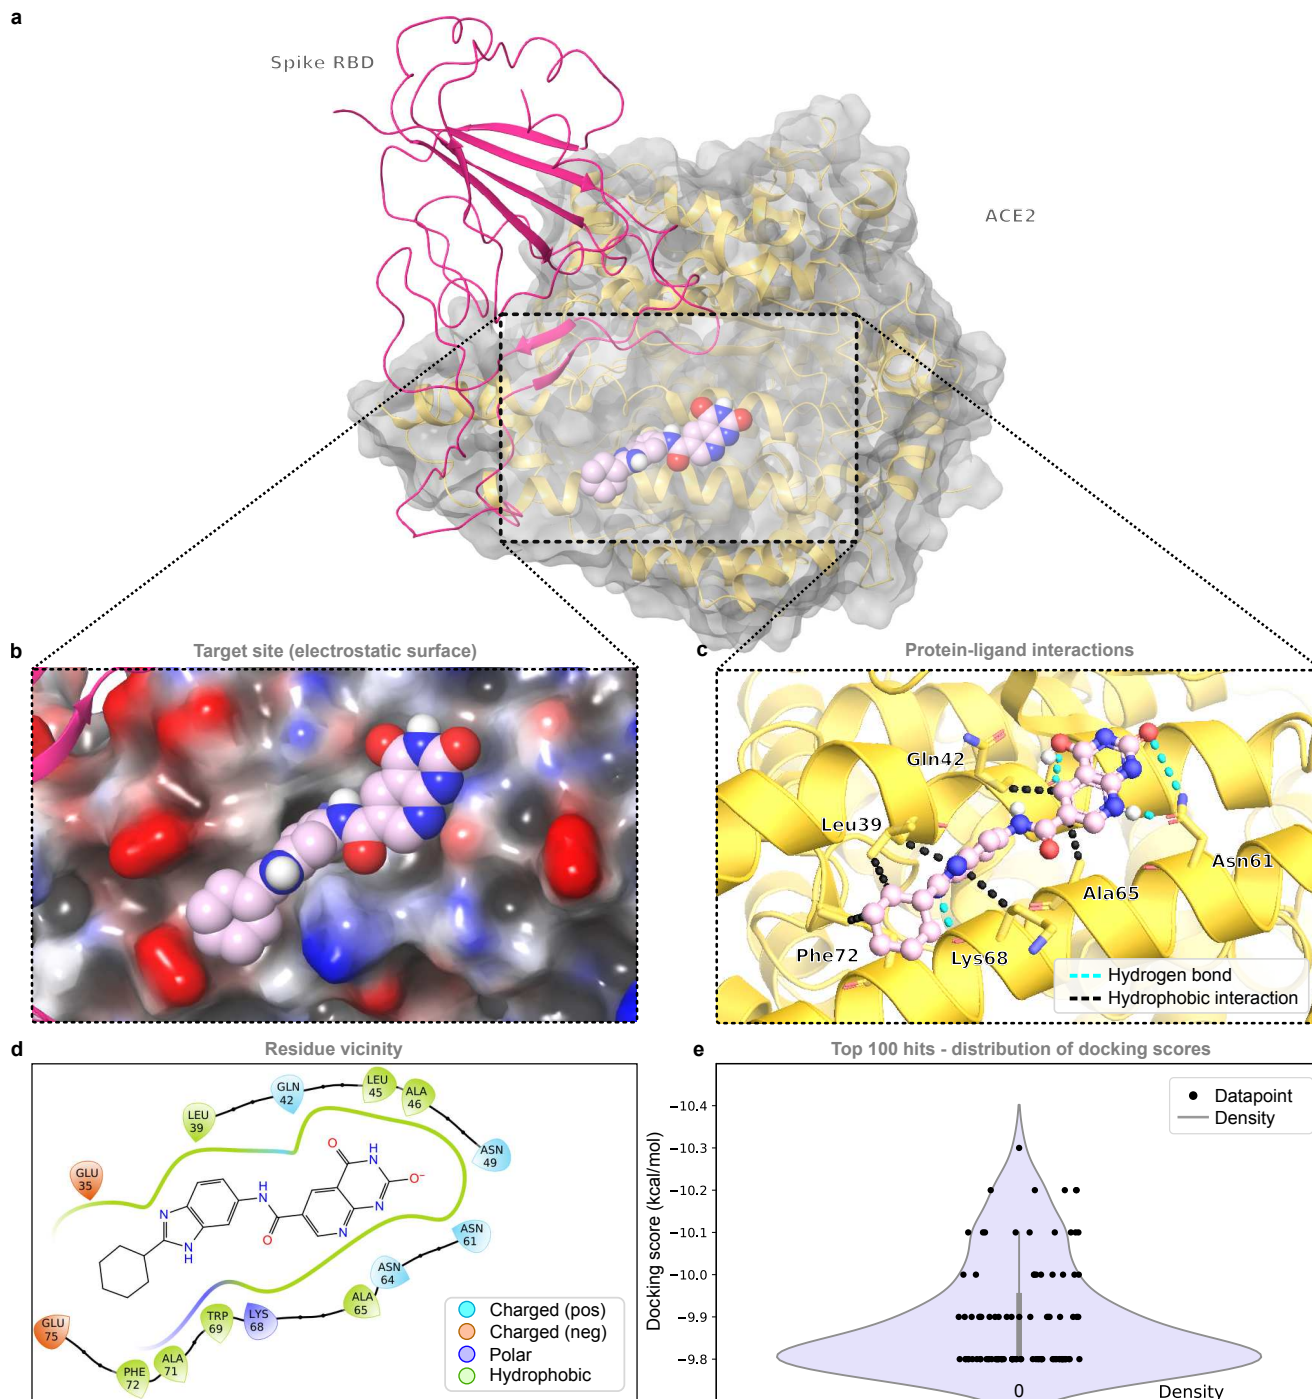 a
Spike RBD
ACE2
b
Target site (electrostatic surface)
c
Protein-ligand interactions
Gln42
Leu39
Asn61
Ala65
Phe72
Lys68
Hydrogen bond
Hydrophobic interaction
d
Residue vicinity
GLU
35
LEU
39
GLN
42
LEU
45
ALA
46
ASN
49
ASN
61
ASN
64
ALA
65
LYS
68
TRP
69
ALA
71
PHE
72
GLU
75
O
NH
N
O⁻
H
N
N
N
O
N
N
H
Charged (pos)
Charged (neg)
Polar
Hydrophobic
e
Top 100 hits - distribution of docking scores
Docking score (kcal/mol)
−10.4
−10.3
−10.2
−10.1
−10.0
−9.9
−9.8
Datapoint
Density
0
Density